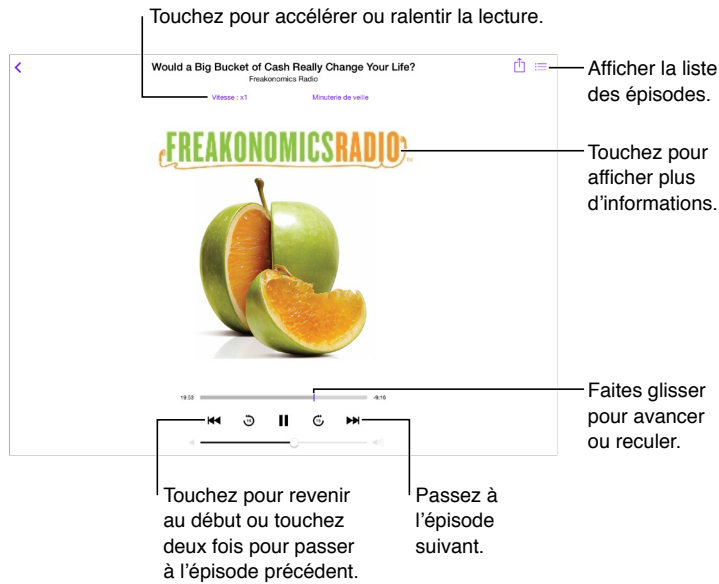 Touchez pour accélérer ou ralentir la lecture.
Would a Big Bucket of Cash Really Change Your Life?
Freakonomics Radio
Vitesse : x1
Minuterie de veille
Afficher la liste
des épisodes.
FREAKONOMICSRADIO
Touchez pour
afficher plus
d'informations.
19:53
-9:16
Faites glisser
pour avancer
ou reculer.
15
15
Touchez pour revenir
au début ou touchez
deux fois pour passer
à l'épisode précédent.
Passez à
l'épisode
suivant.